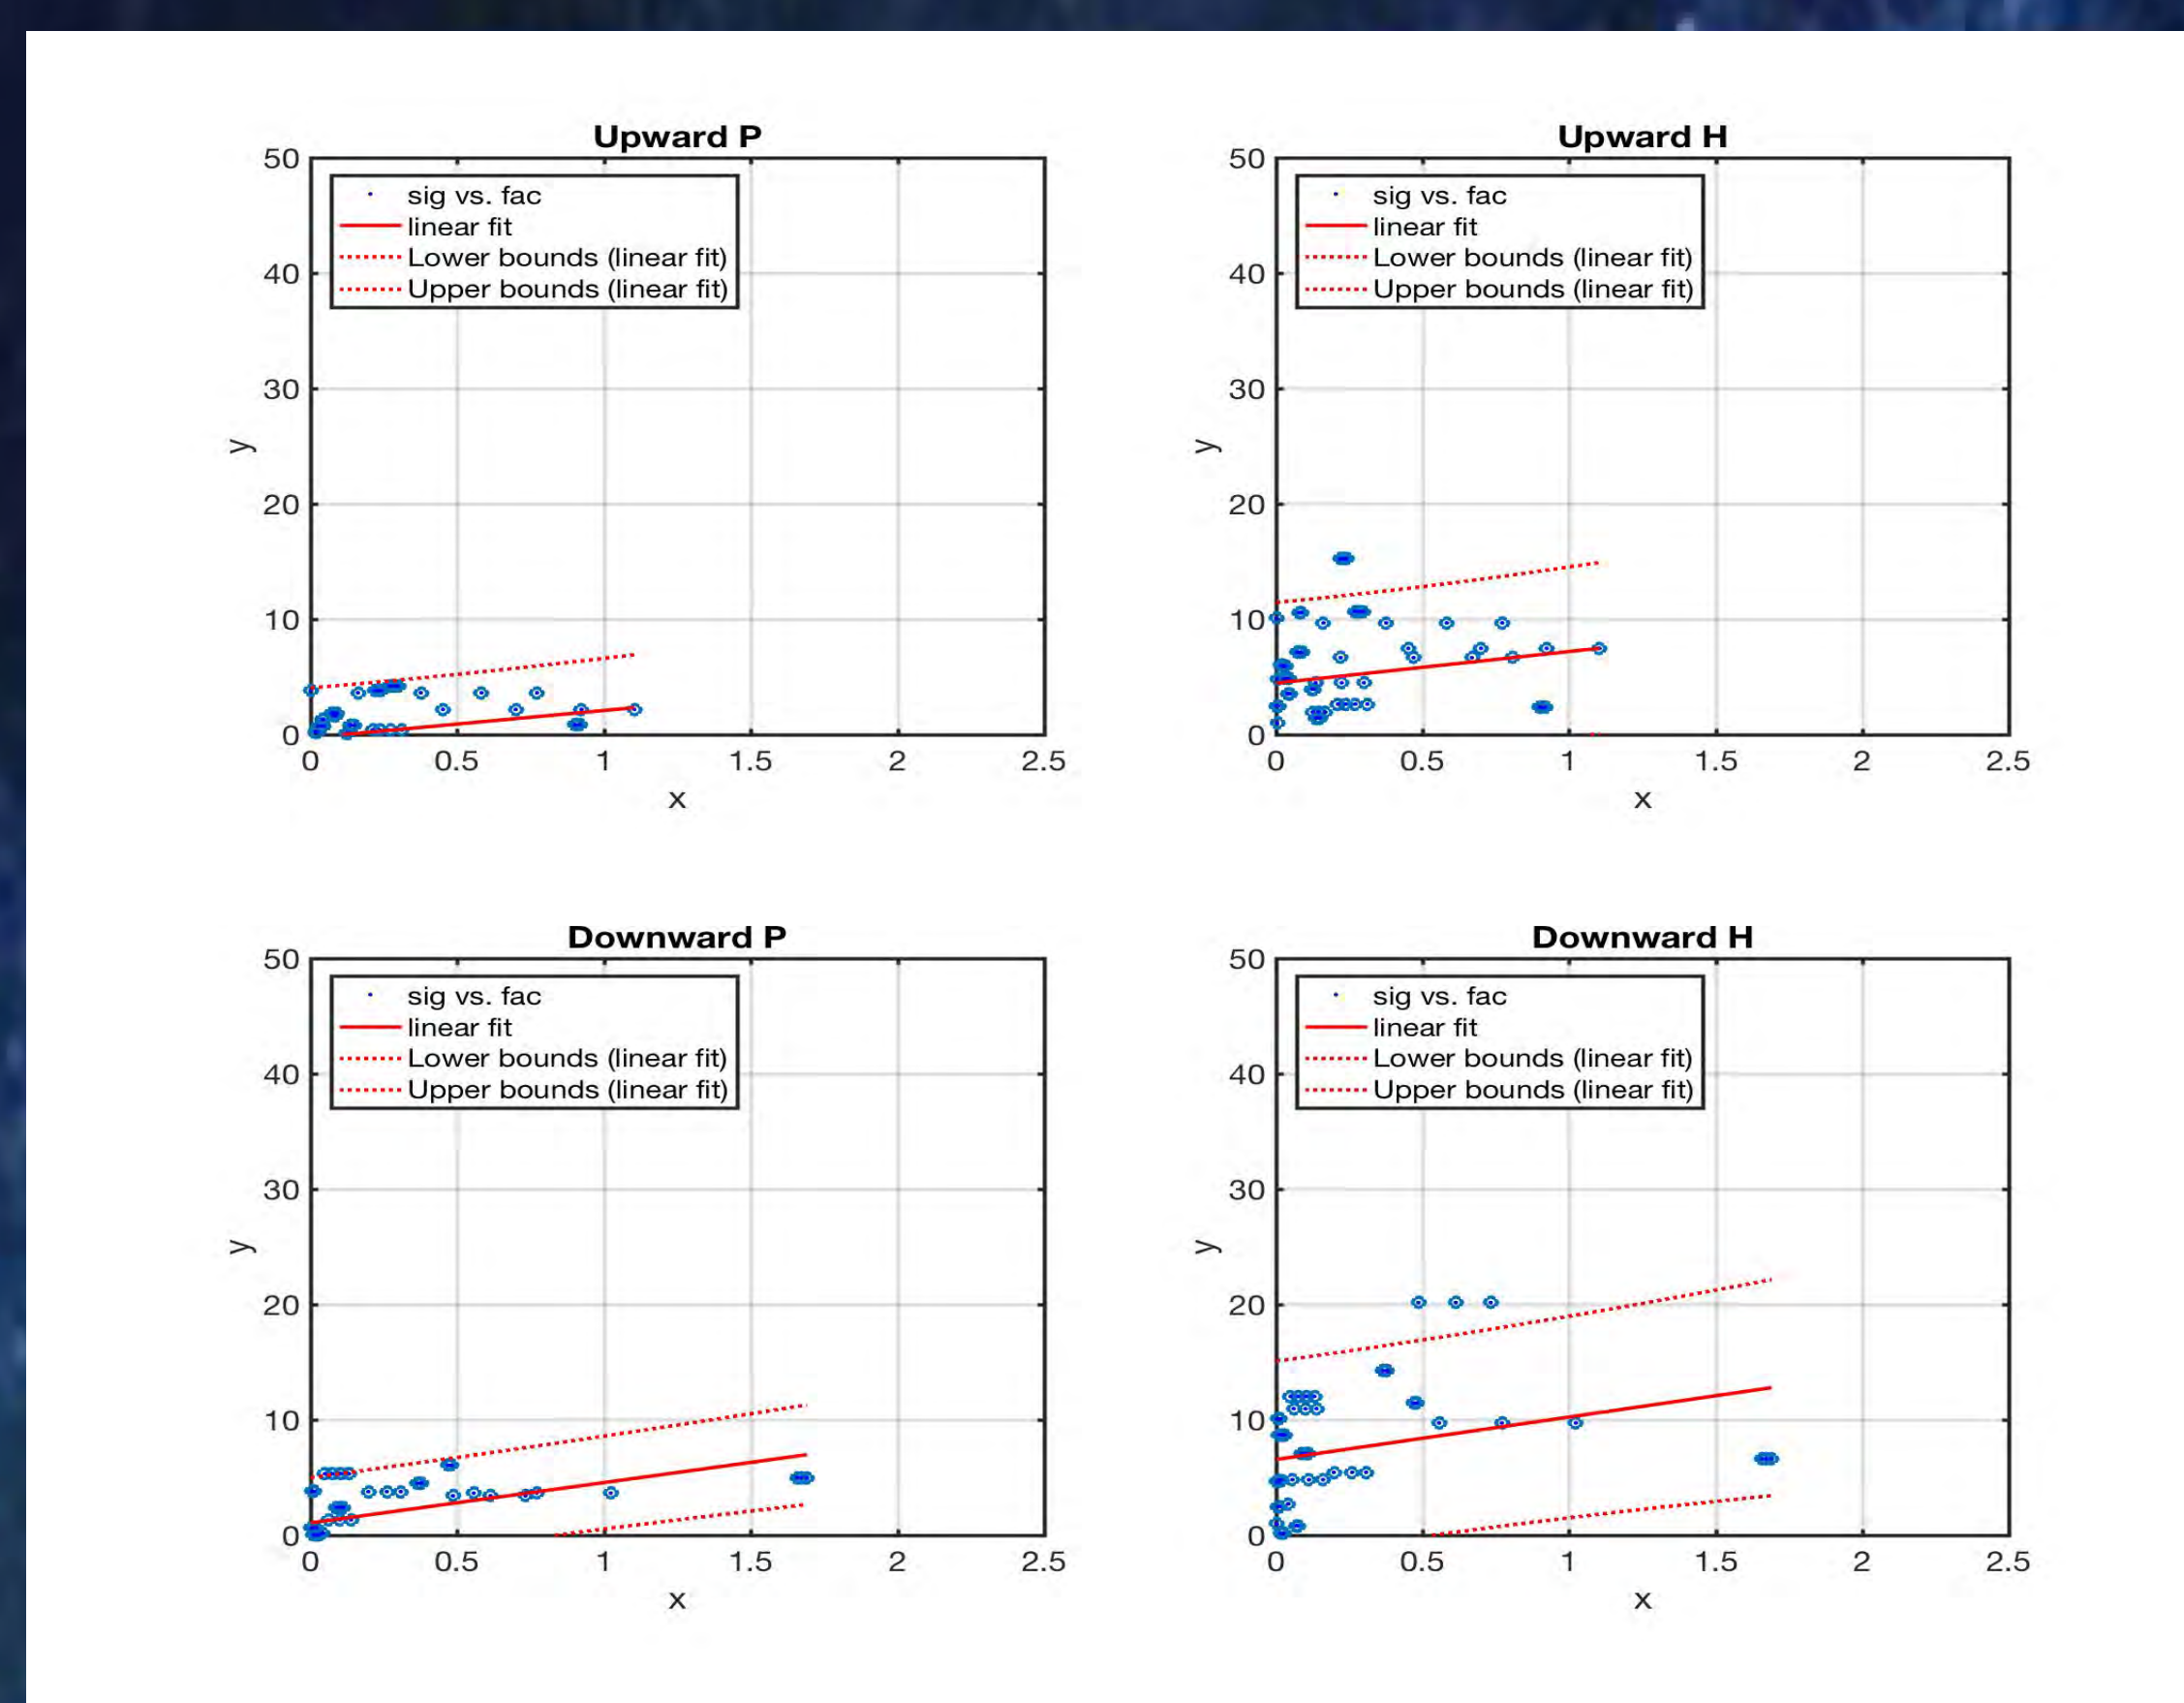 Upward P
50
40
30
20
10
0
y
sig vs. fac
linear fit
Lower bounds (linear fit)
Upper bounds (linear fit)
0 0.5 1 1.5 2 2.5
x
Upward H
50
40
30
20
10
0
y
sig vs. fac
linear fit
Lower bounds (linear fit)
Upper bounds (linear fit)
0 0.5 1 1.5 2 2.5
x
Downward P
50
40
30
20
10
0
y
sig vs. fac
linear fit
Lower bounds (linear fit)
Upper bounds (linear fit)
0 0.5 1 1.5 2 2.5
x
Downward H
50
40
30
20
10
0
y
sig vs. fac
linear fit
Lower bounds (linear fit)
Upper bounds (linear fit)
0 0.5 1 1.5 2 2.5
x